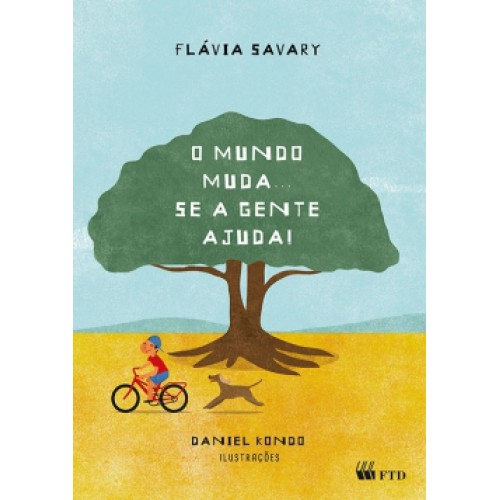 FLÁVIA SAVARY
O MUNDO
MUDA...
SE A GENTE
AJUDA!
DANIEL KONDO
ILUSTRAÇÕES
FTD